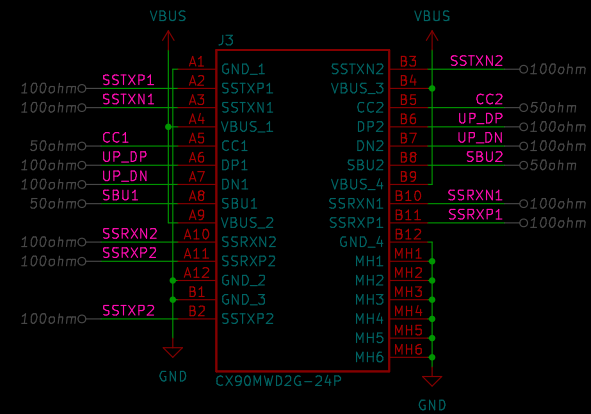 VBUS VBUS
J3
A1 GND_1 SSTXN2 B3 SSTXN2 100ohm
100ohm SSTXP1 A2 SSTXP1 VBUS_3 B4
100ohm SSTXN1 A3 SSTXN1 CC2 B5 CC2 50ohm
A4 VBUS_1 DP2 B6 UP_DP 100ohm
50ohm CC1 A5 CC1 DN2 B7 UP_DN 100ohm
100ohm UP_DP A6 DP1 SBU2 B8 SBU2 50ohm
100ohm UP_DN A7 DN1 VBUS_4 B9
50ohm SBU1 A8 SBU1 SSRXN1 B10 SSRXN1 100ohm
A9 VBUS_2 SSRXP1 B11 SSRXP1 100ohm
100ohm SSRXN2 A10 SSRXN2 GND_4 B12
100ohm SSRXP2 A11 SSRXP2 MH1 MH1
A12 GND_2 MH2 MH2
B1 GND_3 MH3 MH3
100ohm SSTXP2 B2 SSTXP2 MH4 MH4
MH5 MH5
MH6 MH6
GND CX90MWD2G-24P
GND